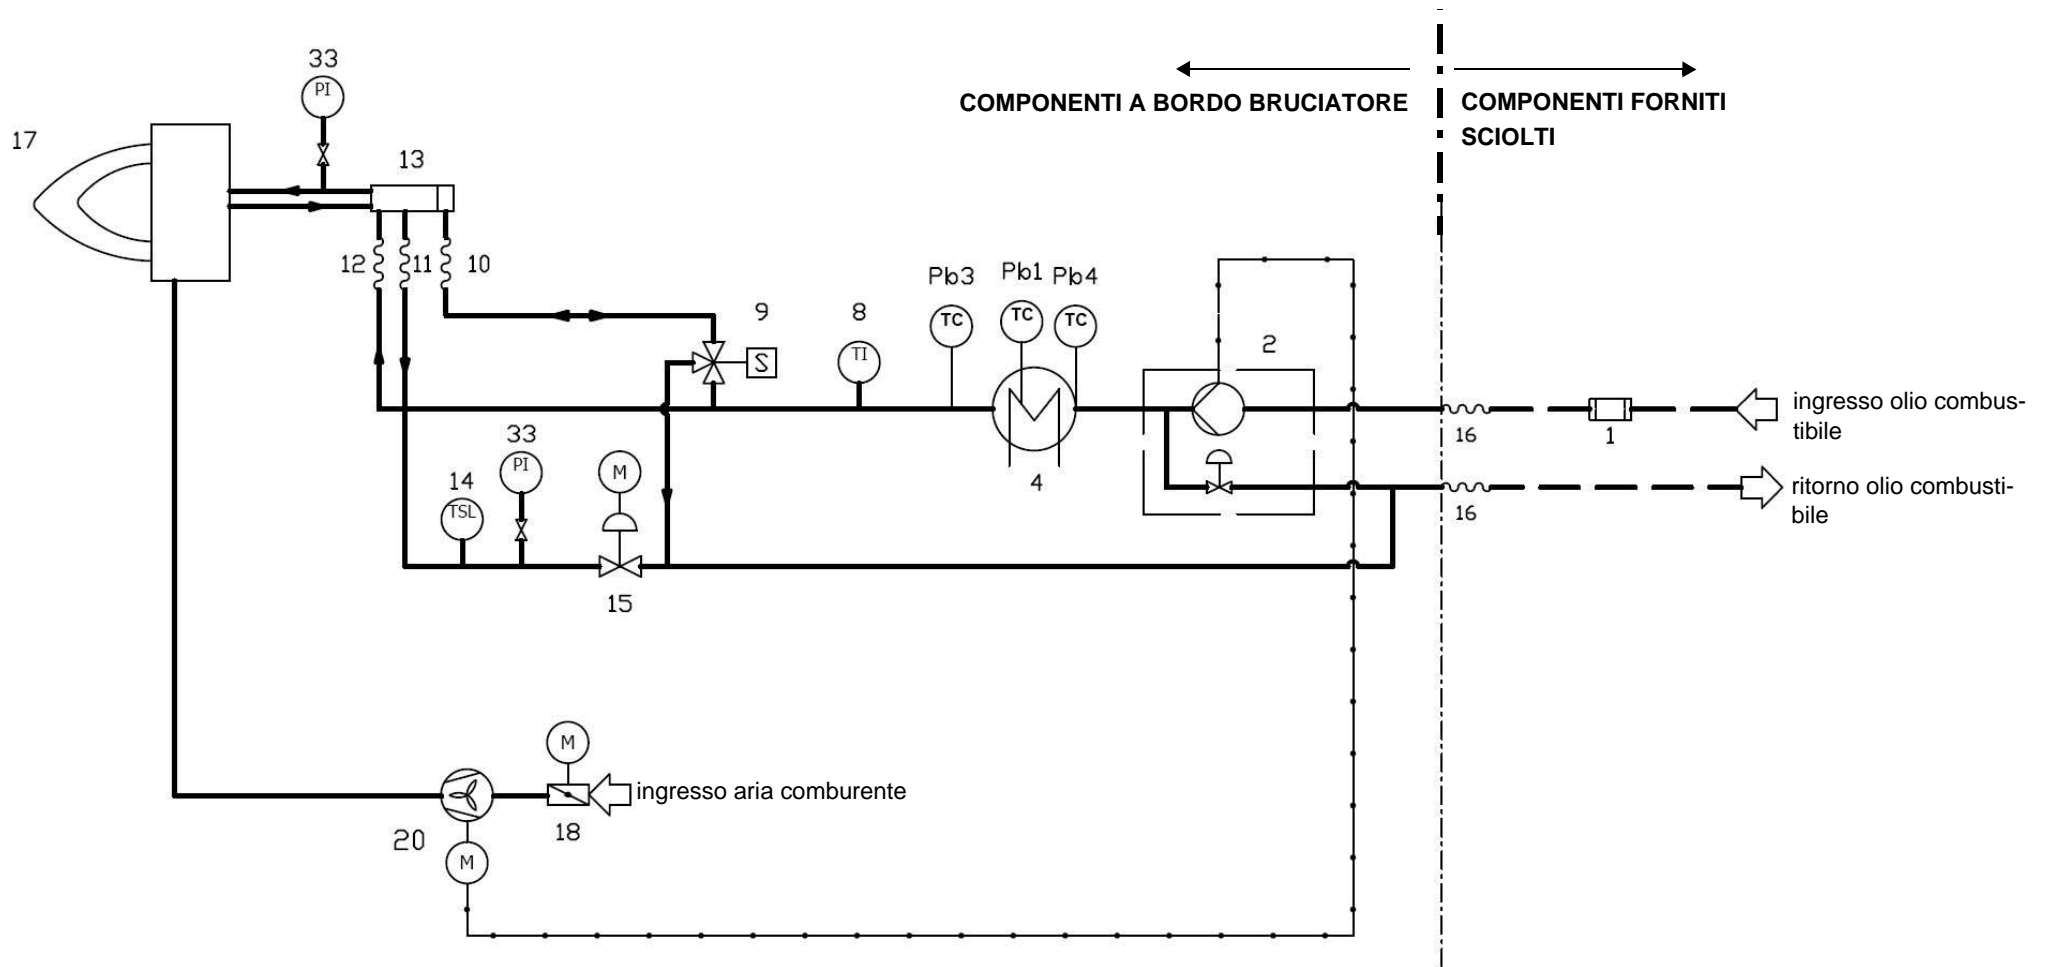 33
PI
17
13
COMPONENTI A BORDO BRUCIATORE
COMPONENTI FORNITI
SCIOLTI
12
11
10
9
S
8
TI
Pb3
TC
Pb1
TC
Pb4
TC
2
4
16
1
ingresso olio combus-
tibile
16
ritorno olio combusti-
bile
14
TSL
33
PI
M
15
M
ingresso aria comburente
18
20
M